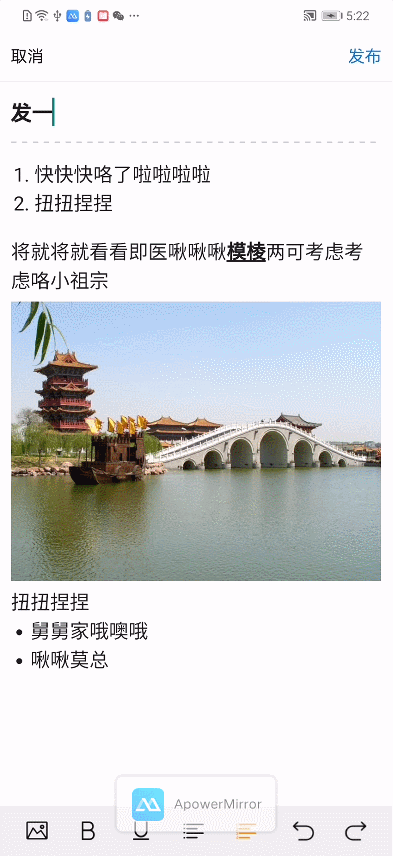 5:22
取消
发布
发一
1. 快快快咯了啦啦啦啦
2. 扭扭捏捏
将就将就看看即医啾啾啾模棱两可考虑考
虑咯小祖宗
扭扭捏捏
• 舅舅家哦噢哦
• 啾啾莫总
ApowerMirror
B
U